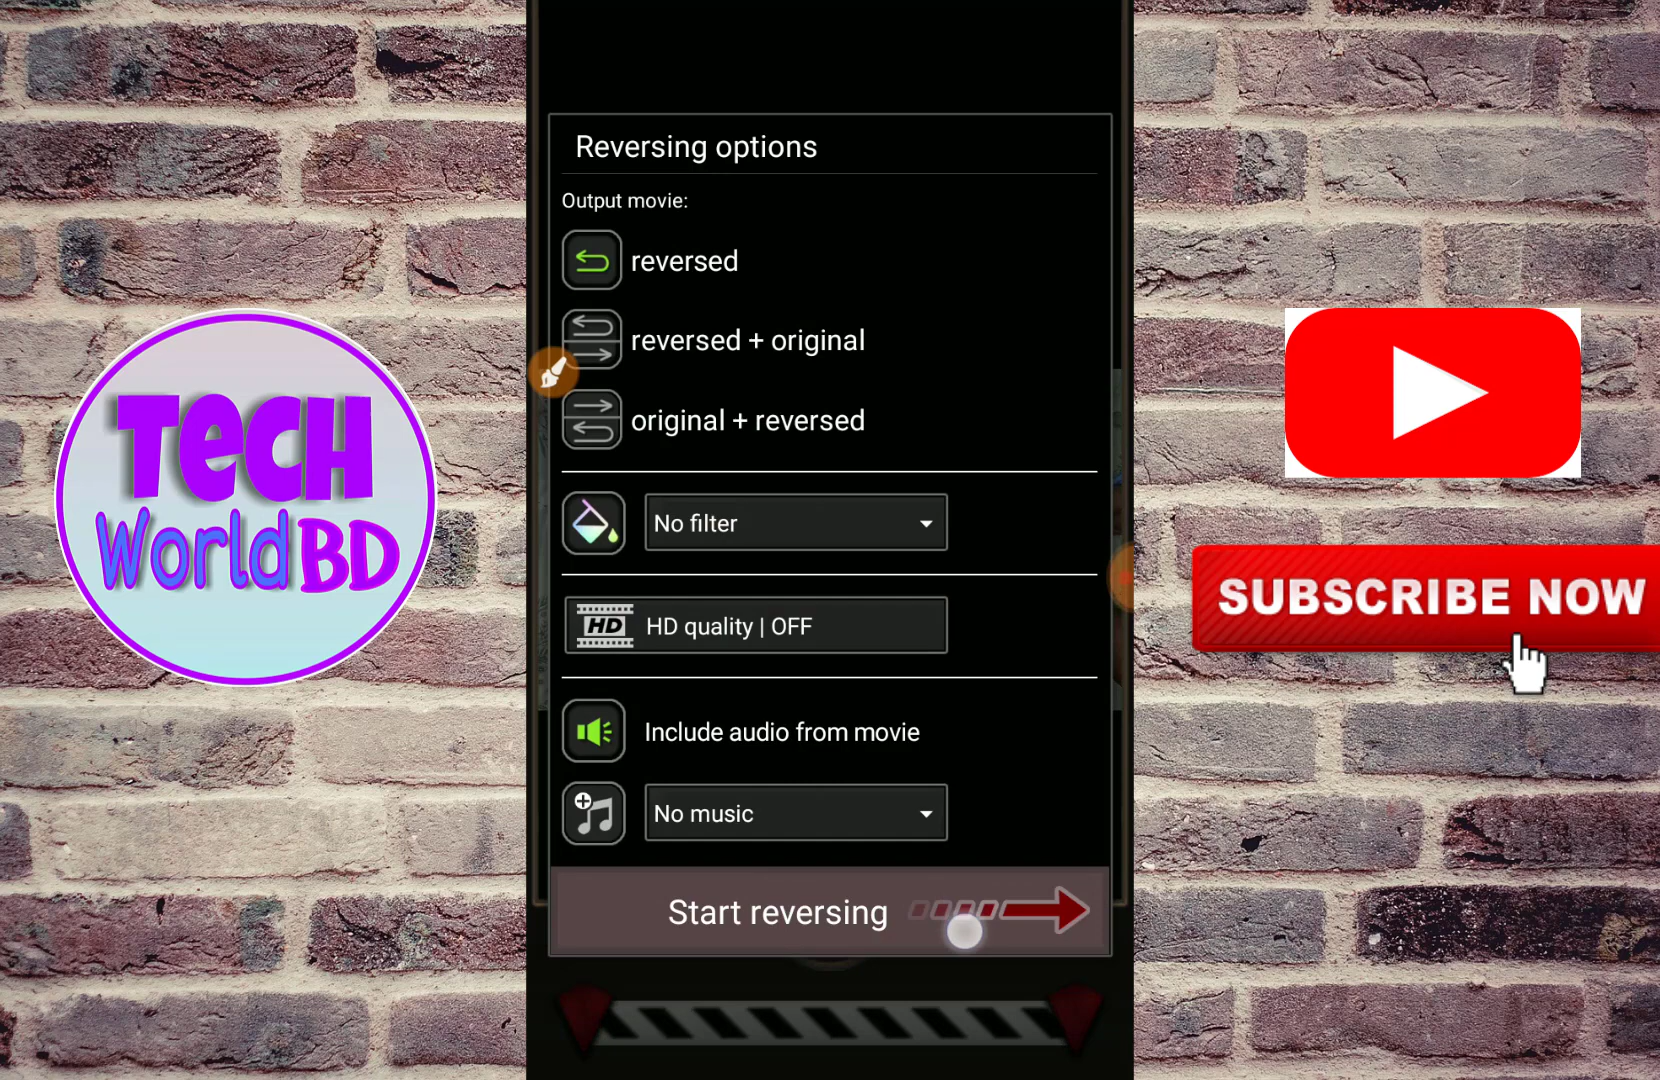 Reversing options
Output movie:
reversed
reversed + original
original + reversed
No filter
HD
HD quality | OFF
Include audio from movie
No music
Start reversing
TecH
World BD
SUBSCRIBE NOW